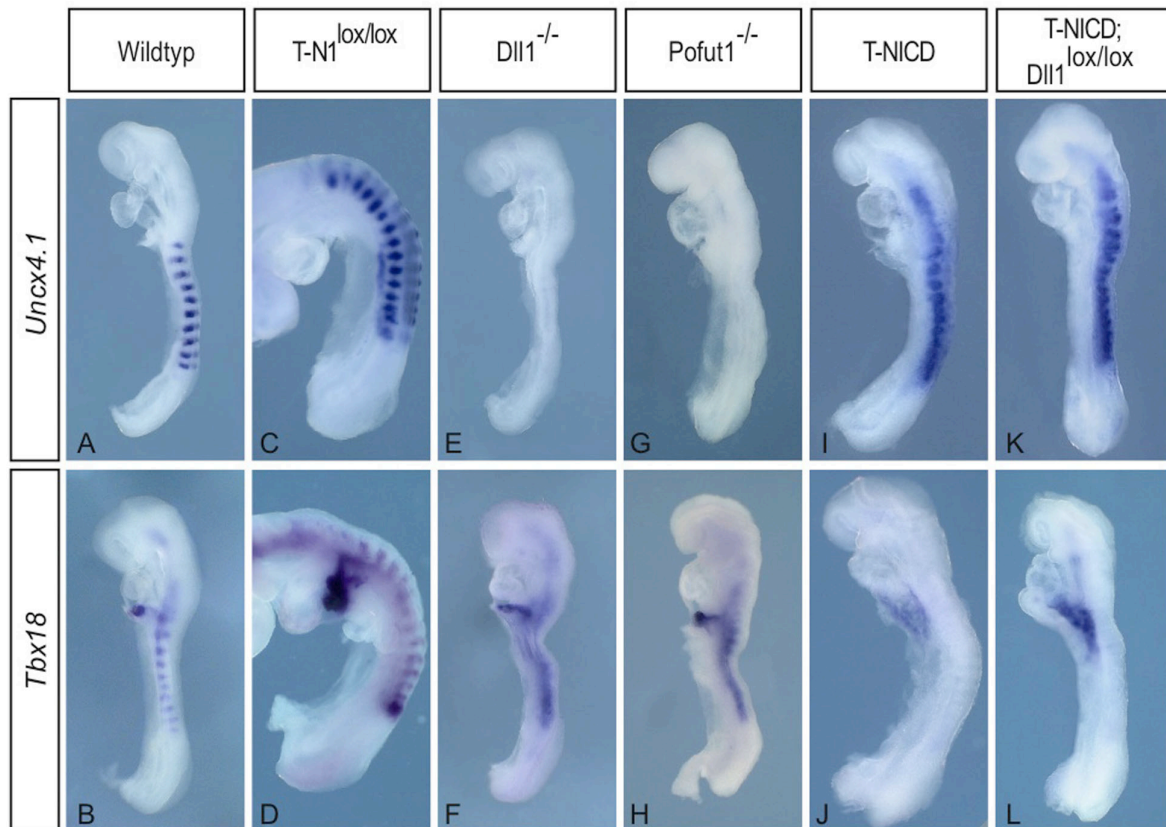 Wildtyp
T-N1lox/lox
Dll1-/-
Pofut1-/-
T-NICD
T-NICD;
Dll1lox/lox
Uncx4.1
A
C
E
G
I
K
Tbx18
B
D
F
H
J
L